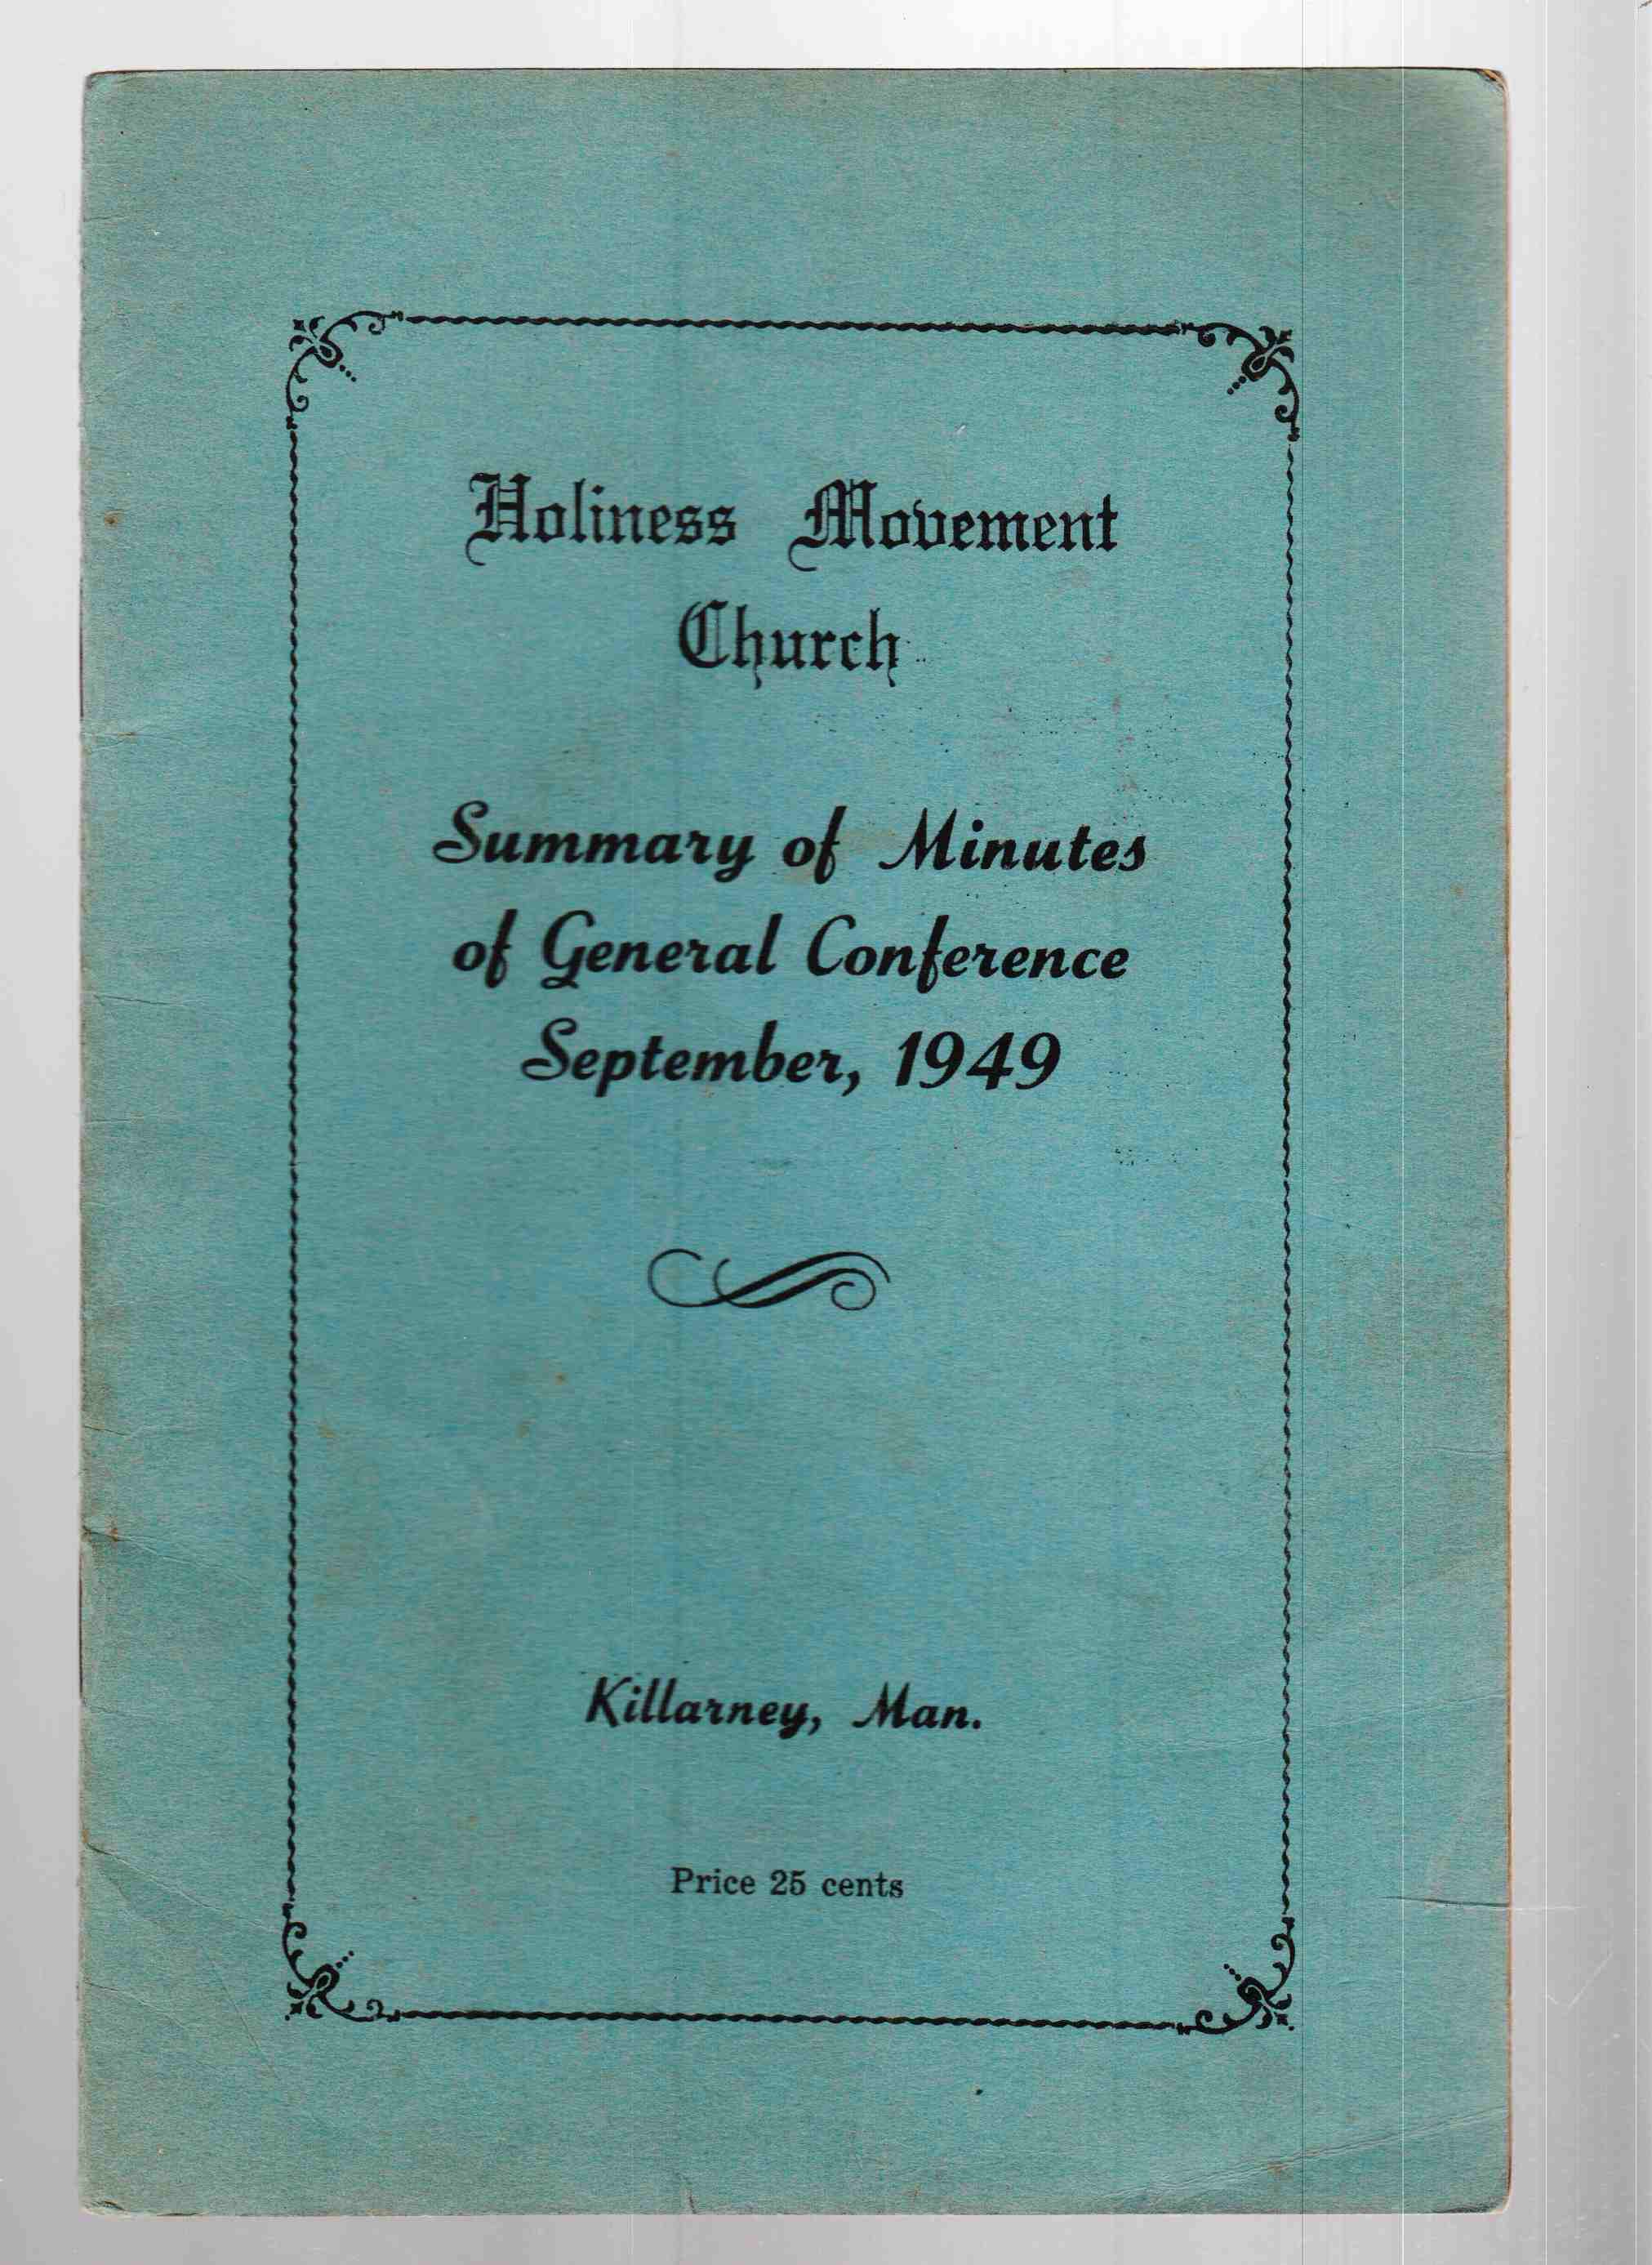 Holiness Movement
Church
Summary of Minutes
of General Conference
September, 1949
Killarney, Man.
Price 25 cents